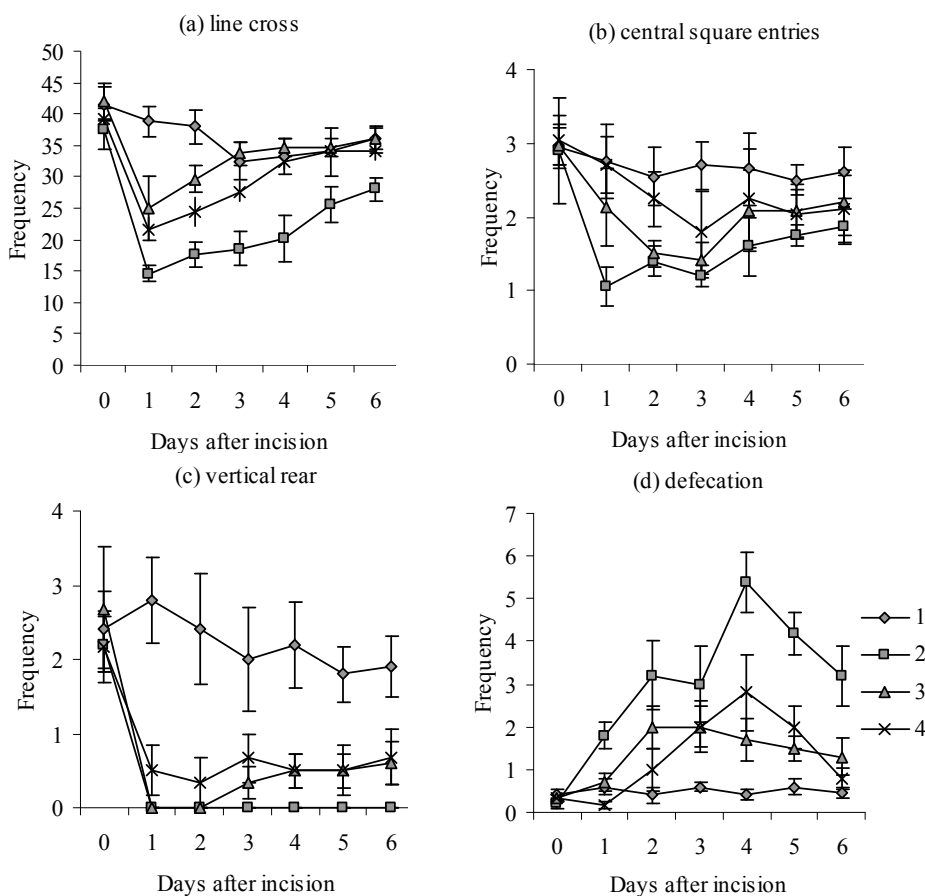 (a) line cross
50
45
40
35
30
25
20
15
10
5
0
Frequency
0 1 2 3 4 5 6
Days after incision
(b) central square entries
4
3
2
1
0
Frequency
0 1 2 3 4 5 6
Days after incision
(c) vertical rear
4
3
2
1
0
Frequency
0 1 2 3 4 5 6
Days after incision
(d) defecation
7
6
5
4
3
2
1
0
Frequency
0 1 2 3 4 5 6
Days after incision
1
2
3
4